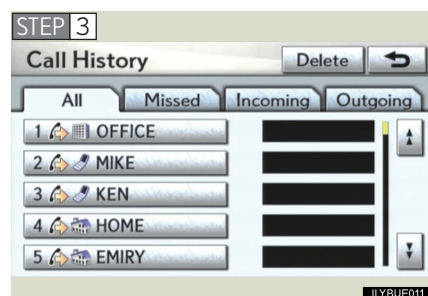 STEP 3
Call History Delete
All Missed Incoming Outgoing
1 OFFICE
2 MIKE
3 KEN
4 HOME
5 EMIRY
ILYBUE011